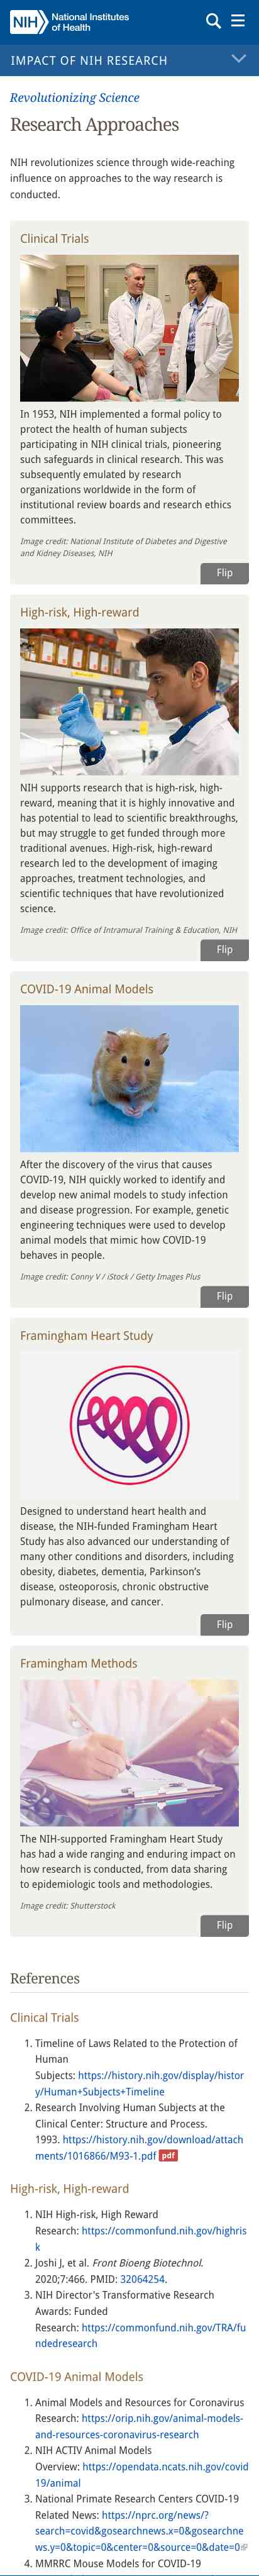 NIH National Institutes
of Health
IMPACT OF NIH RESEARCH
Revolutionizing Science
Research Approaches
NIH revolutionizes science through wide-reaching
influence on approaches to the way research is
conducted.
Clinical Trials
In 1953, NIH implemented a formal policy to
protect the health of human subjects
participating in NIH clinical trials, pioneering
such safeguards in clinical research. This was
subsequently emulated by research
organizations worldwide in the form of
institutional review boards and research ethics
committees.
Image credit: National Institute of Diabetes and Digestive
and Kidney Diseases, NIH
Flip
High-risk, High-reward
NIH supports research that is high-risk, high-
reward, meaning that it is highly innovative and
has potential to lead to scientific breakthroughs,
but may struggle to get funded through more
traditional avenues. High-risk, high-reward
research led to the development of imaging
approaches, treatment technologies, and
scientific techniques that have revolutionized
science.
Image credit: Office of Intramural Training & Education, NIH
Flip
COVID-19 Animal Models
After the discovery of the virus that causes
COVID-19, NIH quickly worked to identify and
develop new animal models to study infection
and disease progression. For example, genetic
engineering techniques were used to develop
animal models that mimic how COVID-19
behaves in people.
Image credit: Conny V / iStock / Getty Images Plus
Flip
Framingham Heart Study
Designed to understand heart health and
disease, the NIH-funded Framingham Heart
Study has also advanced our understanding of
many other conditions and disorders, including
obesity, diabetes, dementia, Parkinson's
disease, osteoporosis, chronic obstructive
pulmonary disease, and cancer.
Flip
Framingham Methods
The NIH-supported Framingham Heart Study
has had a wide ranging and enduring impact on
how research is conducted, from data sharing
to epidemiologic tools and methodologies.
Image credit: Shutterstock
Flip
References
Clinical Trials
1. Timeline of Laws Related to the Protection of
Human
Subjects: https://history.nih.gov/display/histor
y/Human+Subjects+Timeline
2. Research Involving Human Subjects at the
Clinical Center: Structure and Process.
1993. https://history.nih.gov/download/attach
ments/1016866/M93-1.pdf pdf
High-risk, High-reward
1. NIH High-risk, High Reward
Research: https://commonfund.nih.gov/highris
k
2. Joshi J, et al. Front Bioeng Biotechnol.
2020;7:466. PMID: 32064254.
3. NIH Director's Transformative Research
Awards: Funded
Research: https://commonfund.nih.gov/TRA/fu
ndedresearch
COVID-19 Animal Models
1. Animal Models and Resources for Coronavirus
Research: https://orip.nih.gov/animal-models-
and-resources-coronavirus-research
2. NIH ACTIV Animal Models
Overview: https://opendata.ncats.nih.gov/covid
19/animal
3. National Primate Research Centers COVID-19
Related News: https://nprc.org/news/?
search=covid&gosearchnews.x=0&gosearchne
ws.y=0&topic=0&center=0&source=0&date=0
4. MMRRC Mouse Models for COVID-19